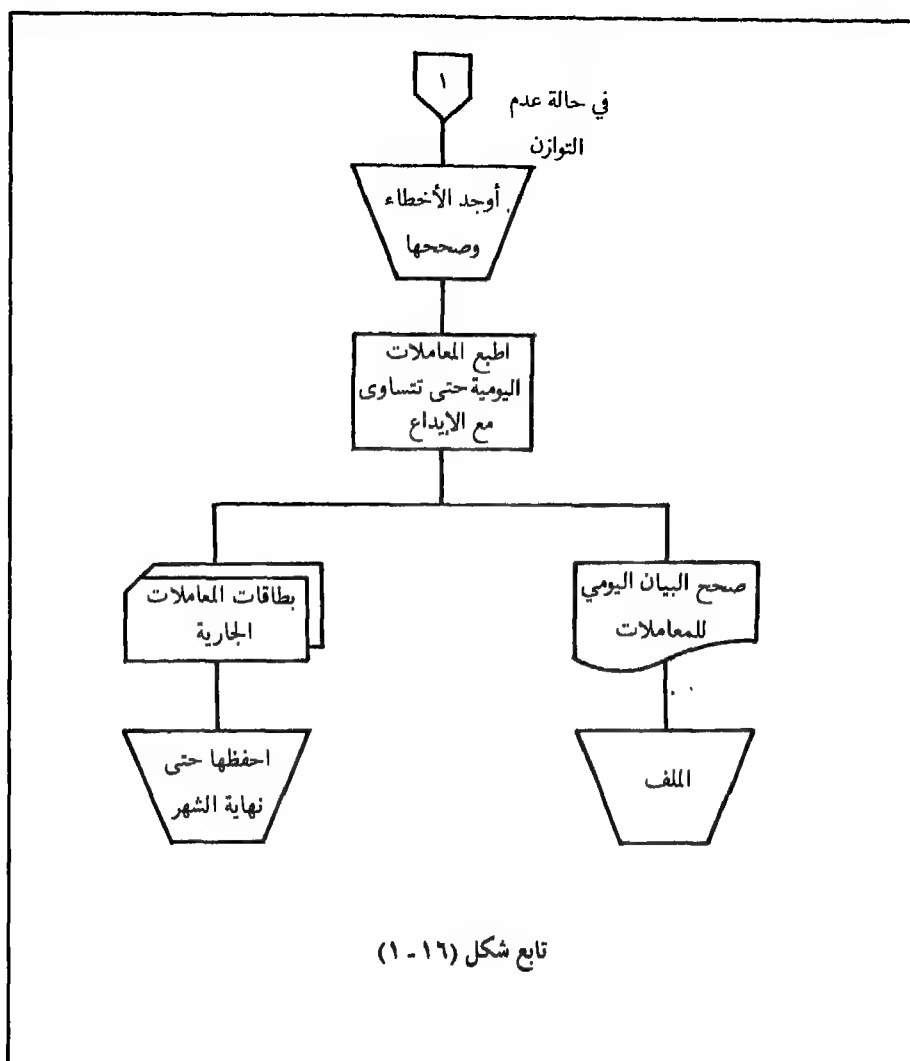 ١
في حالة عدم
التوازن
أوجد الأخطاء
وصححها
اطبع المعاملات
اليومية حتى تتساوى
مع الإيداع
بطاقات المعاملات
الجارية
صحح البيان اليومي
للمعاملات
احفظها حتى
نهاية الشهر
الملف
تابع شكل (١٦ - ١)